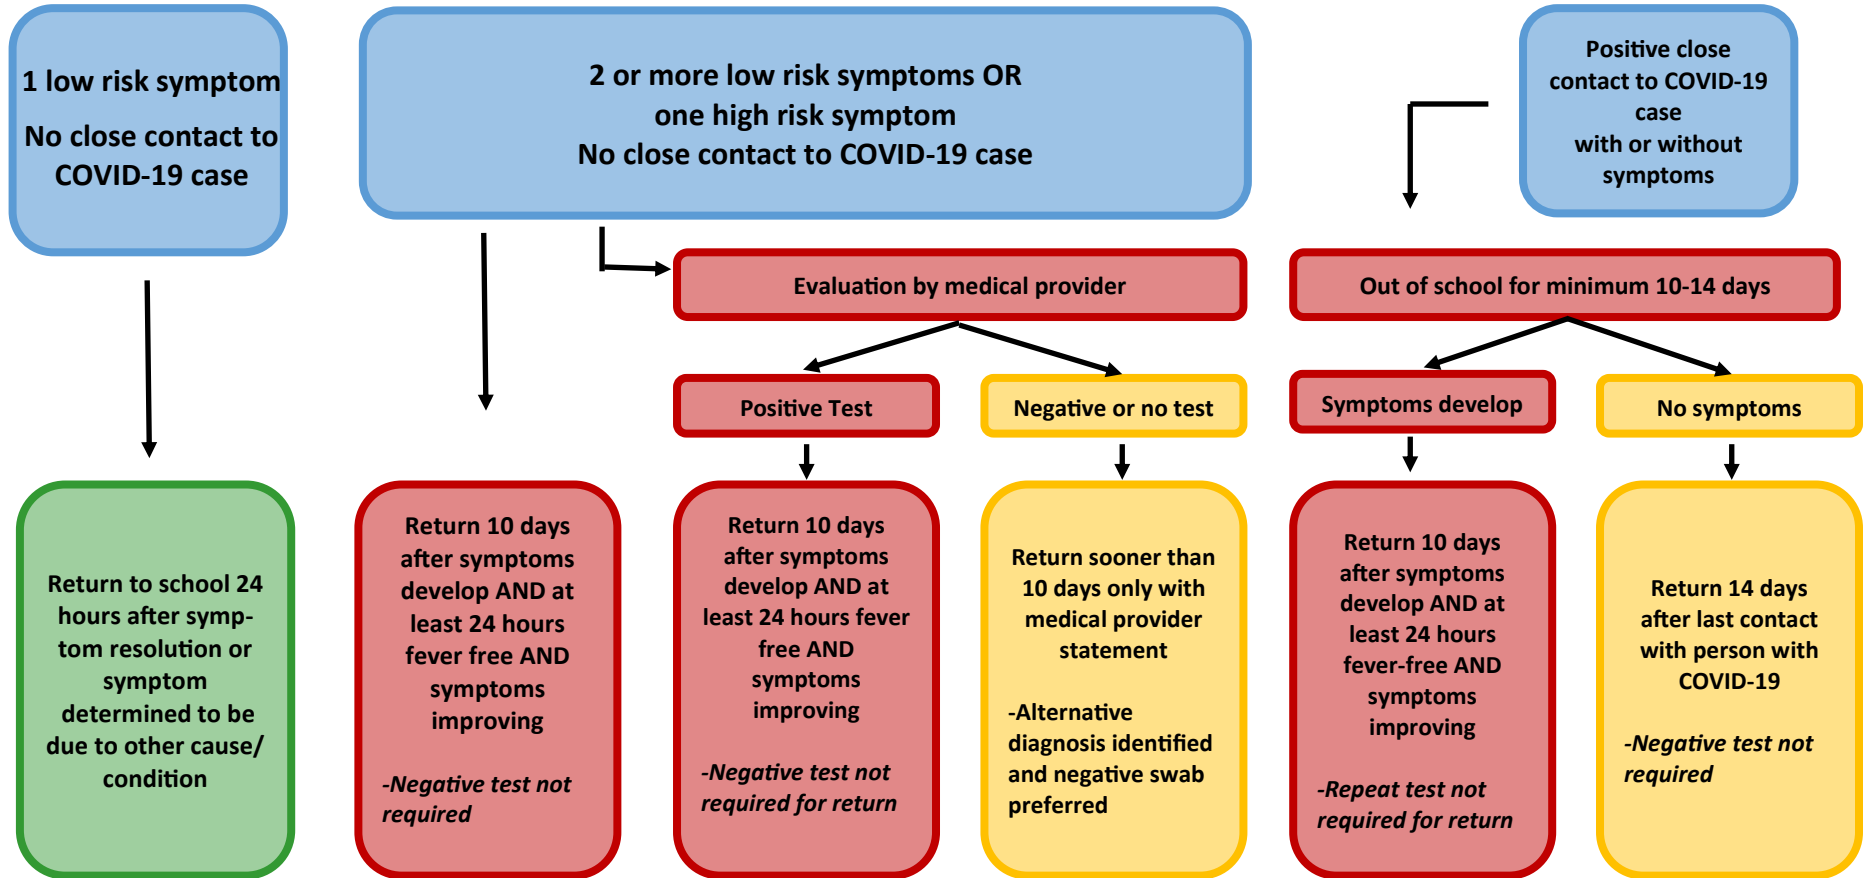 1 low risk symptom
No close contact to
COVID-19 case
2 or more low risk symptoms OR
one high risk symptom
No close contact to COVID-19 case
Positive close
contact to COVID-19
case
with or without
symptoms
Evaluation by medical provider
Out of school for minimum 10-14 days
Positive Test
Negative or no test
Symptoms develop
No symptoms
Return to school 24
hours after symp-
tom resolution or
symptom
determined to be
due to other cause/
condition
Return 10 days
after symptoms
develop AND at
least 24 hours
fever free AND
symptoms
improving
-Negative test not
required
Return 10 days
after symptoms
develop AND at
least 24 hours fever
free AND
symptoms
improving
-Negative test not
required for return
Return sooner than
10 days only with
medical provider
statement
-Alternative
diagnosis identified
and negative swab
preferred
Return 10 days
after symptoms
develop AND at
least 24 hours
fever-free AND
symptoms
improving
-Repeat test not
required for return
Return 14 days
after last contact
with person with
COVID-19
-Negative test not
required